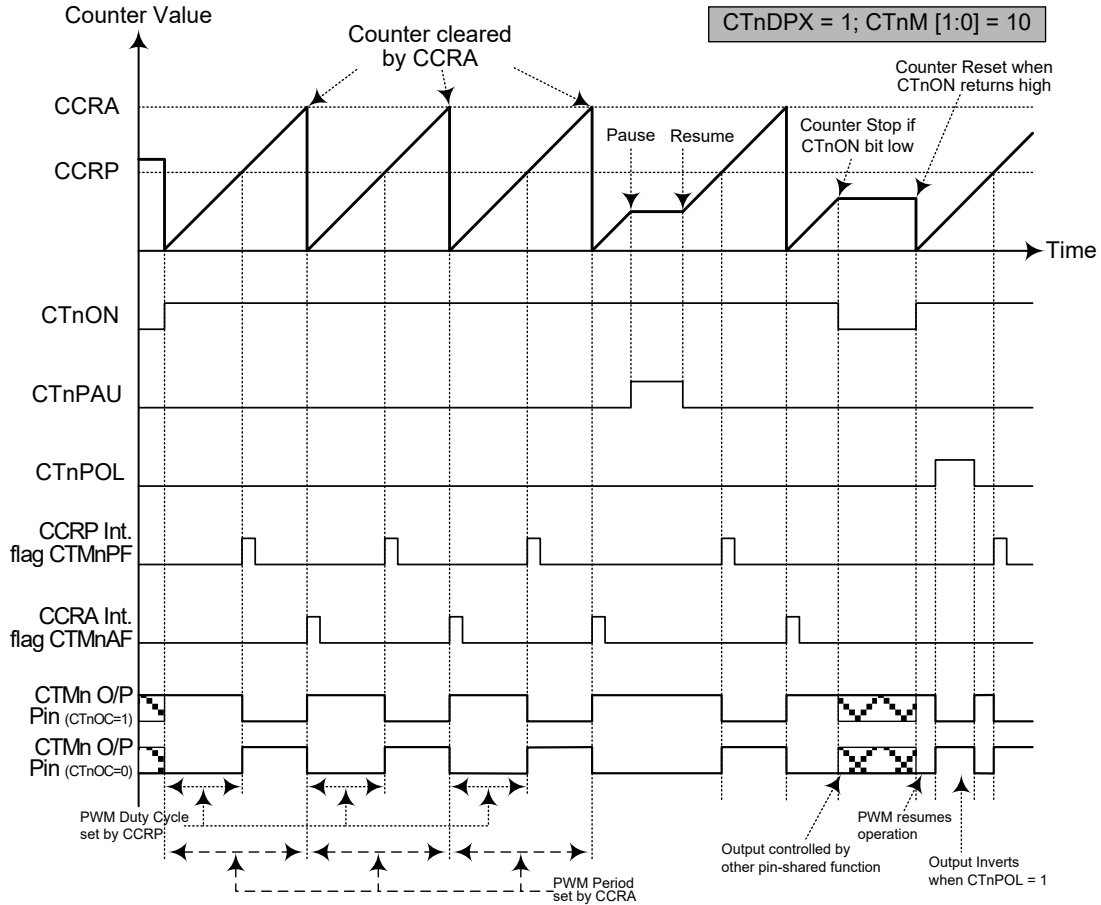 Counter Value
CTnDPX = 1; CTnM [1:0] = 10
Counter cleared
by CCRA
Counter Reset when
CTnON returns high
CCRA
Pause
Resume
Counter Stop if
CTnON bit low
CCRP
Time
CTnON
CTnPAU
CTnPOL
CCRP Int.
flag CTMnPF
CCRA Int.
flag CTMnAF
CTMn O/P
Pin (CTnOC=1)
CTMn O/P
Pin (CTnOC=0)
PWM Duty Cycle
set by CCRP
PWM resumes
operation
Output controlled by
other pin-shared function
Output Inverts
when CTnPOL = 1
PWM Period
set by CCRA